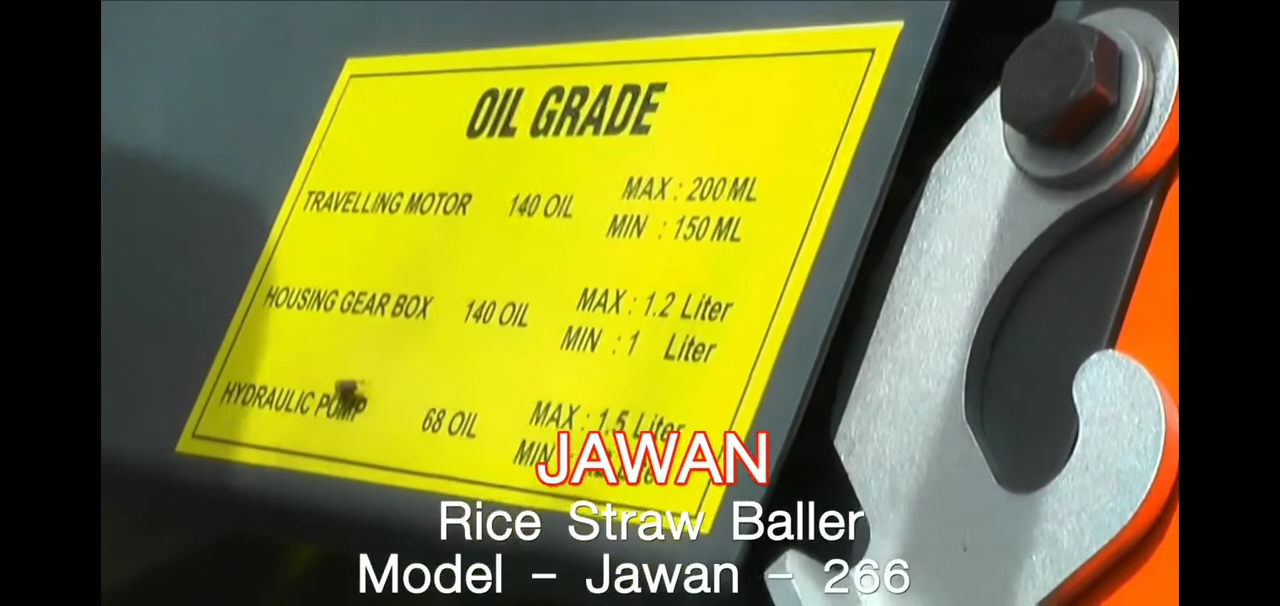 OIL GRADE
TRAVELLING MOTOR 140 OIL MAX : 200 ML
MIN : 150 ML
HOUSING GEAR BOX 140 OIL MAX : 1.2 Liter
MIN : 1 Liter
HYDRAULIC PUMP 68 OIL MAX : 1.5 Liter
MIN
JAWAN
Rice Straw Baller
Model - Jawan - 266